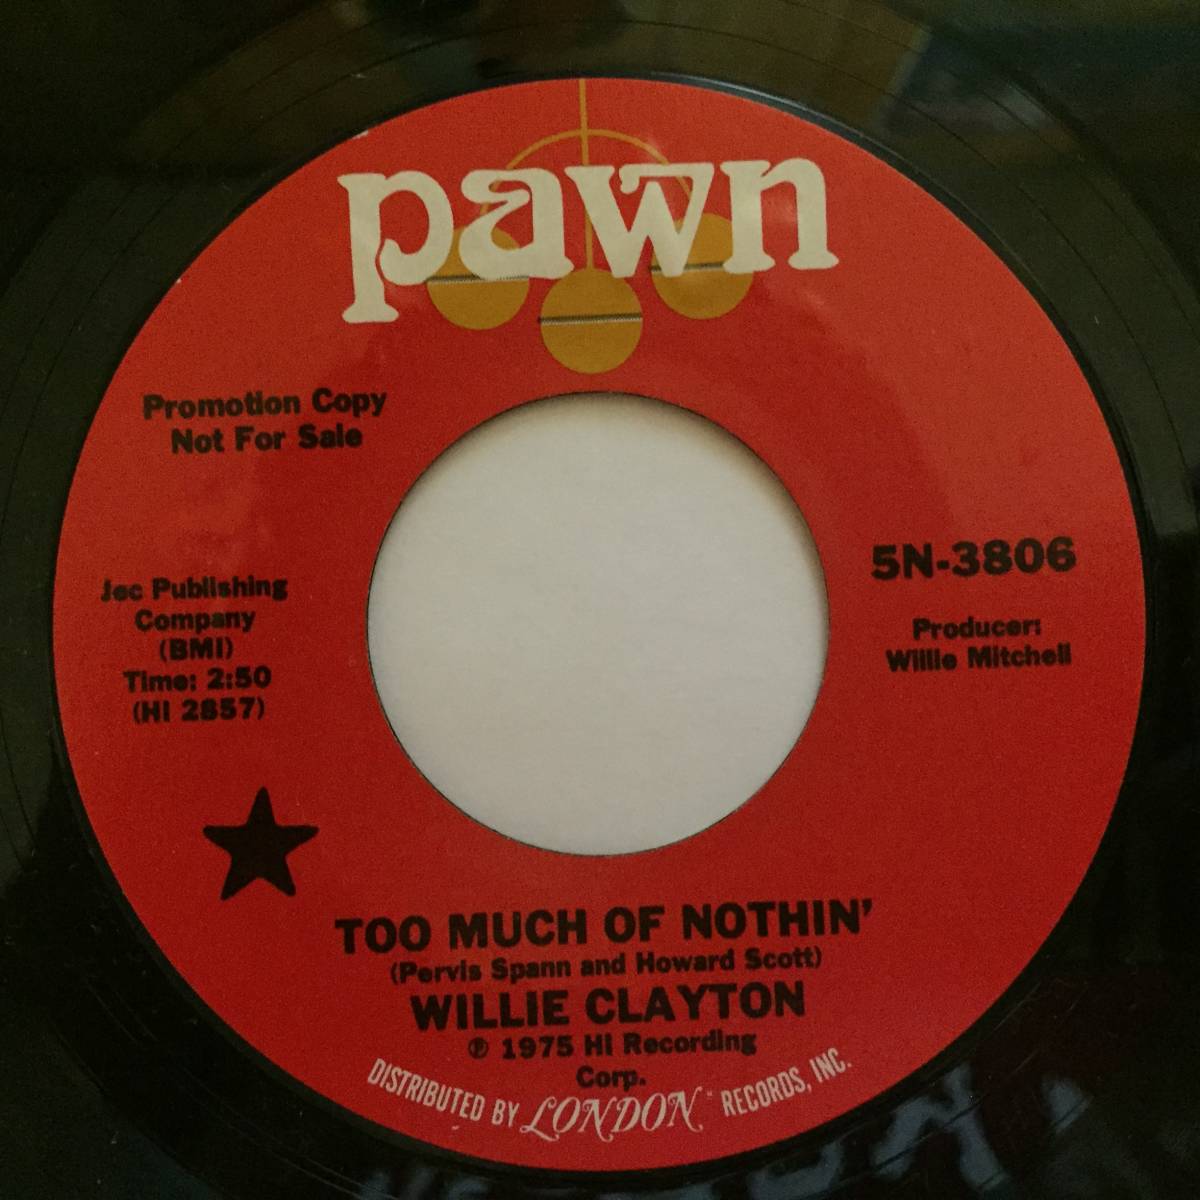 pawn
Promotion Copy
Not For Sale
Jec Publishing
Company
(BMI)
Time: 2:50
(HI 2857)
5N-3806
Producer:
Willie Mitchell
TOO MUCH OF NOTHIN'
(Pervis Spann and Howard Scott)
WILLIE CLAYTON
℗ 1975 Hi Recording
Corp.
DISTRIBUTED BY LONDON RECORDS, INC.